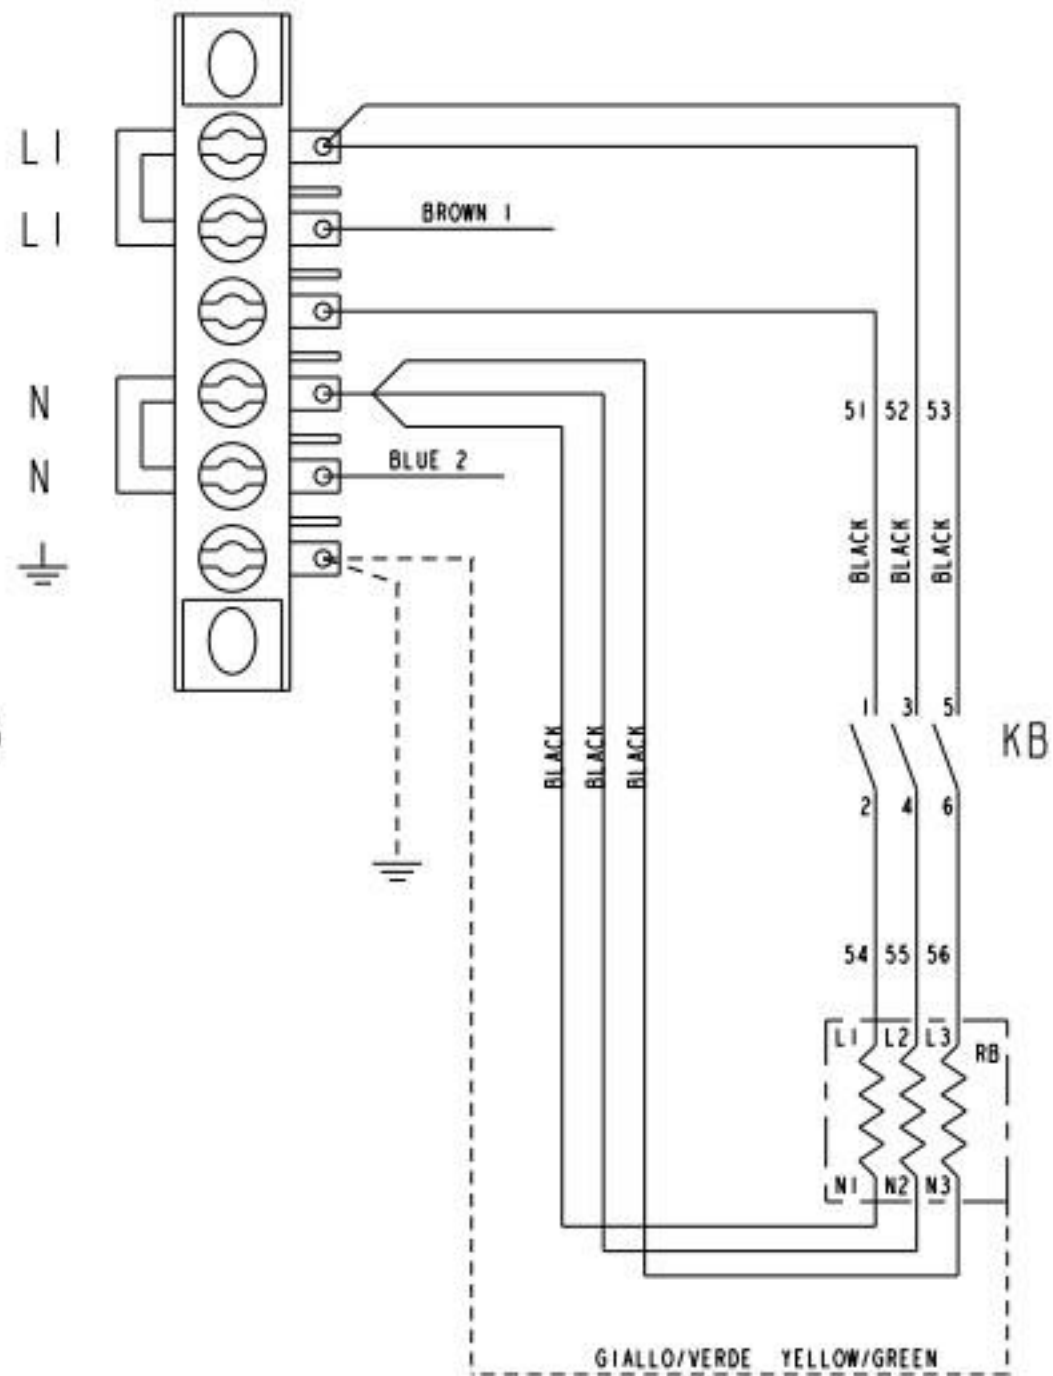 L1
BROWN 1
L1
N
51 52 53
BLUE 2
N
BLACK BLACK BLACK
1 3 5
KB
BLACK BLACK BLACK
2 4 6
54 55 56
L1 L2 L3
RB
N1 N2 N3
GIALLO/VERDE YELLOW/GREEN